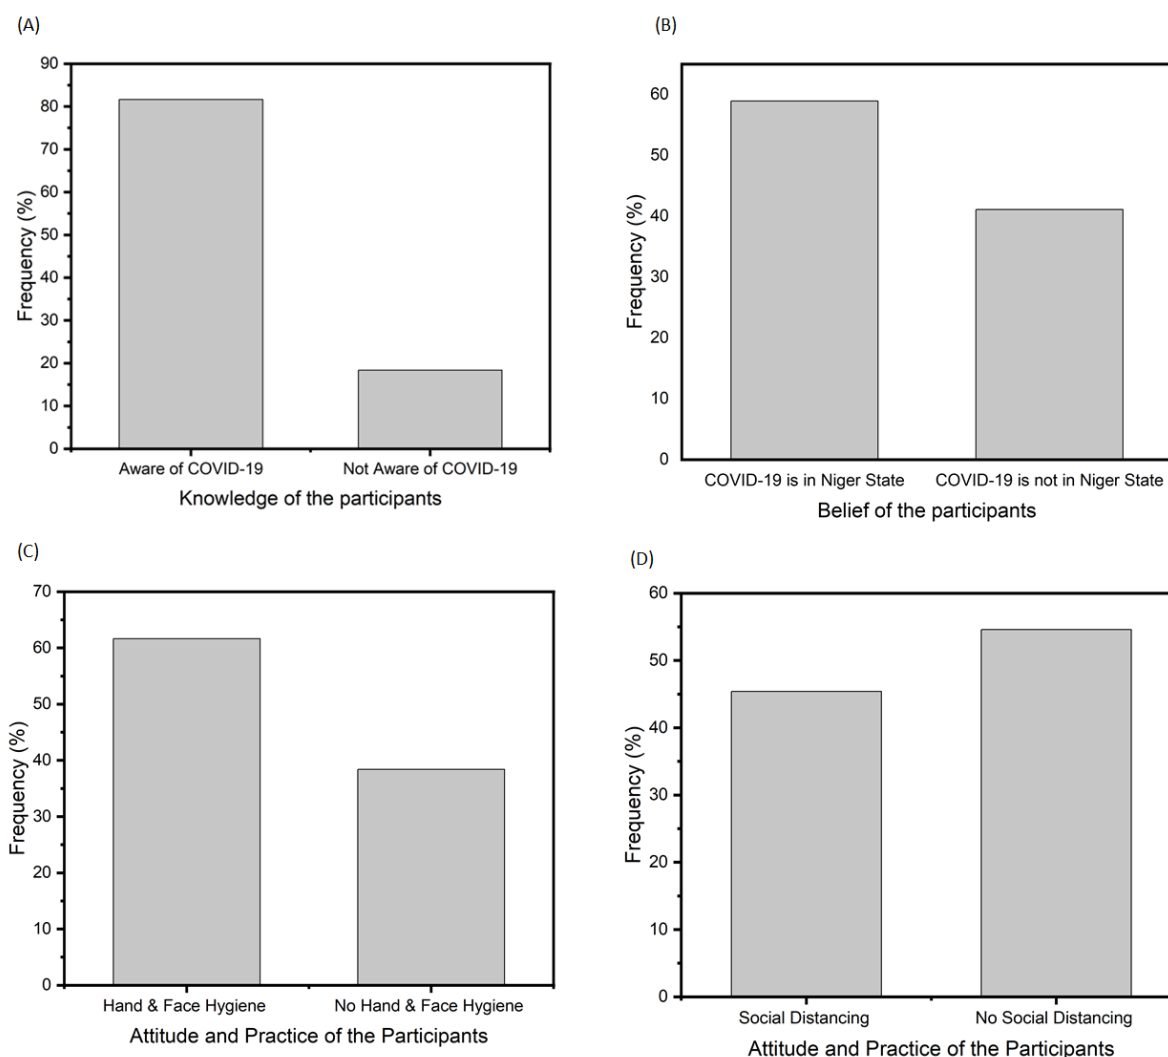 (A)
90
80
70
60
50
40
30
20
10
0
Frequency (%)
Aware of COVID-19
Not Aware of COVID-19
Knowledge of the participants
(B)
60
50
40
30
20
10
0
Frequency (%)
COVID-19 is in Niger State
COVID-19 is not in Niger State
Belief of the participants
(C)
70
60
50
40
30
20
10
0
Frequency (%)
Hand & Face Hygiene
No Hand & Face Hygiene
Attitude and Practice of the Participants
(D)
60
50
40
30
20
10
0
Frequency (%)
Social Distancing
No Social Distancing
Attitude and Practice of the Participants